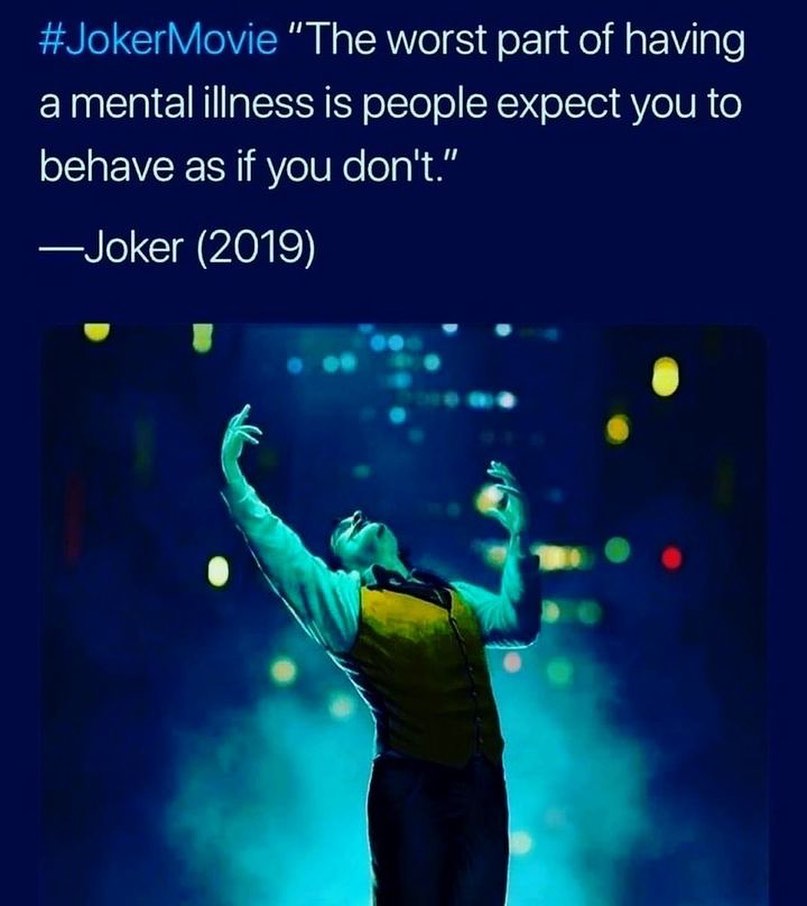 #JokerMovie "The worst part of having
a mental illness is people expect you to
behave as if you don't."
—Joker (2019)